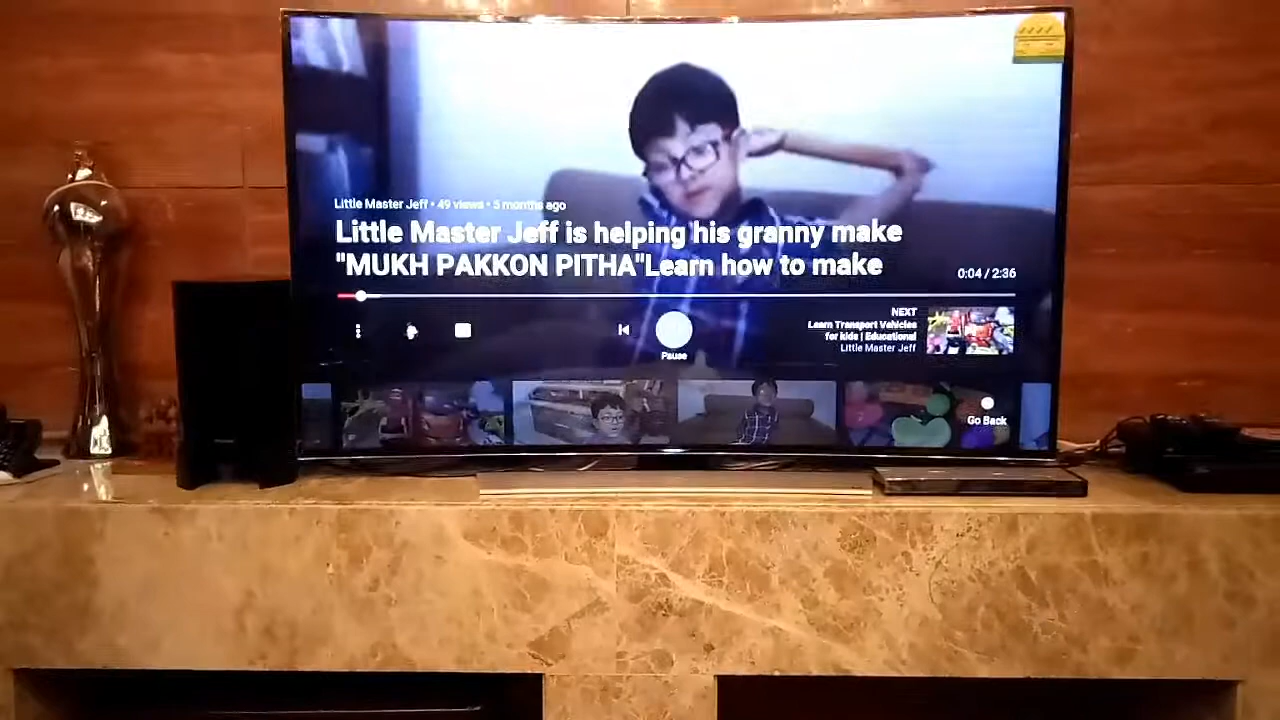 Little Master Jeff • 49 views • 5 months ago
Little Master Jeff is helping his granny make
"MUKH PAKKON PITHA"Learn how to make
0:04 / 2:36
NEXT
Learn Transport Vehicles
for kids | Educational
Little Master Jeff
Pause
Go Back